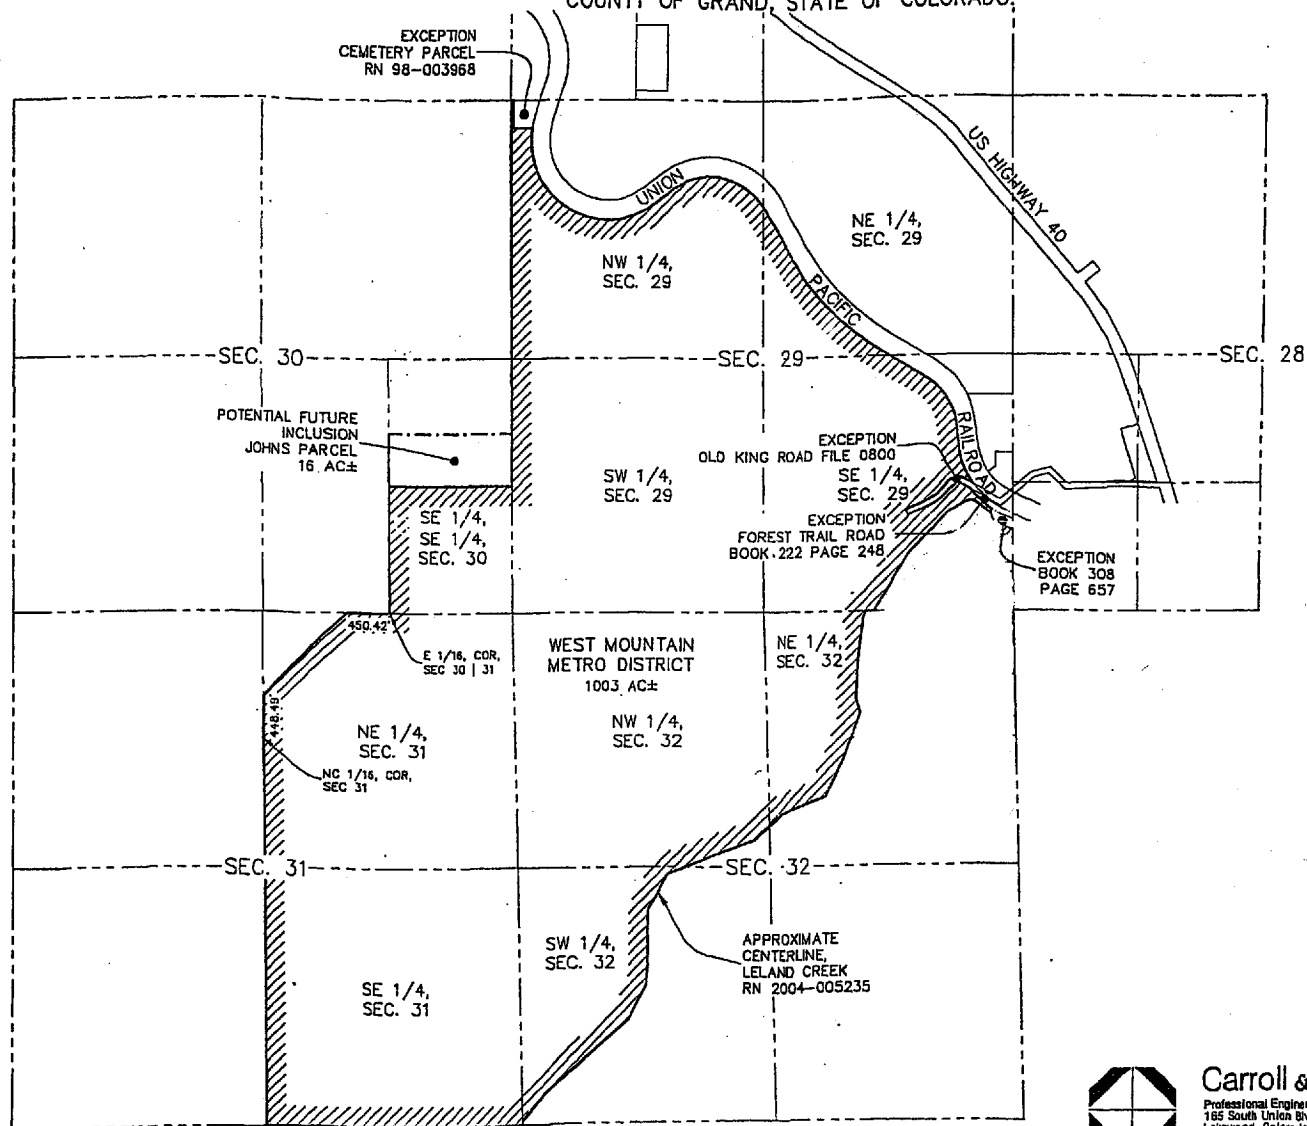 COUNTY OF GRAND, STATE OF COLORADO.
EXCEPTION
CEMETERY PARCEL
RN 98-003968
US HIGHWAY 40
UNION
PACIFIC
RAILROAD
NE 1/4,
SEC. 29
NW 1/4,
SEC. 29
SEC. 30
SEC. 29
SEC. 28
POTENTIAL FUTURE
INCLUSION
JOHNS PARCEL
16 AC±
EXCEPTION
OLD KING ROAD FILE 0800
SW 1/4,
SEC. 29
SE 1/4,
SEC. 29
SE 1/4,
SE 1/4,
SEC. 30
EXCEPTION
FOREST TRAIL ROAD
BOOK 222 PAGE 248
EXCEPTION
BOOK 308
PAGE 657
450.42'
E 1/16, COR,
SEC 30 | 31
WEST MOUNTAIN
METRO DISTRICT
1003 AC±
NE 1/4,
SEC. 32
448.49'
NE 1/4,
SEC. 31
NW 1/4,
SEC. 32
NC 1/16, COR,
SEC 31
SEC. 31
SEC. 32
SW 1/4,
SEC. 32
APPROXIMATE
CENTERLINE,
LELAND CREEK
RN 2004-005235
SE 1/4,
SEC. 31
Carroll &
Professional Engine
165 South Union Bl